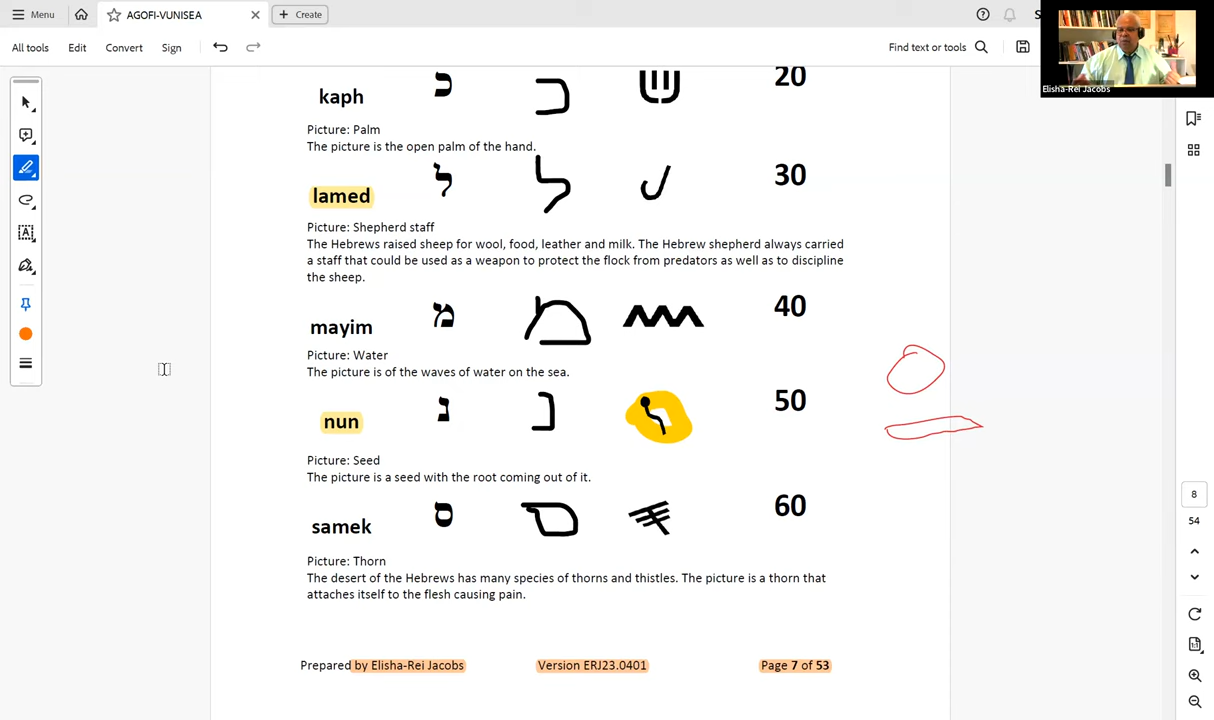 Menu
AGOFI-VUNISEA
Create
All tools
Edit
Convert
Sign
Find text or tools
Elisha-Rei Jacobs
kaph כ 20
Picture: Palm
The picture is the open palm of the hand.
lamed ל 30
Picture: Shepherd staff
The Hebrews raised sheep for wool, food, leather and milk. The Hebrew shepherd always carried
a staff that could be used as a weapon to protect the flock from predators as well as to discipline
the sheep.
mayim מ 40
Picture: Water
The picture is of the waves of water on the sea.
nun נ 50
Picture: Seed
The picture is a seed with the root coming out of it.
samek ס 60
Picture: Thorn
The desert of the Hebrews has many species of thorns and thistles. The picture is a thorn that
attaches itself to the flesh causing pain.
Prepared by Elisha-Rei Jacobs Version ERJ23.0401 Page 7 of 53
8
54